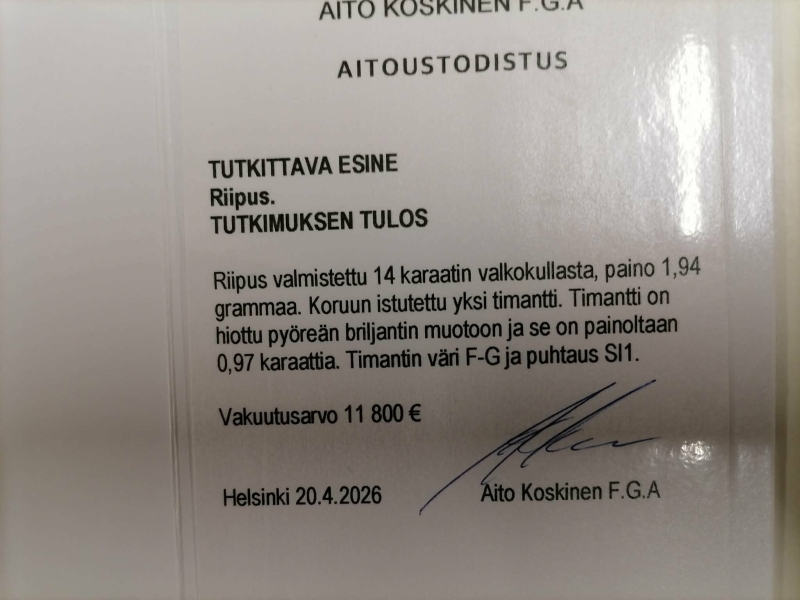 AITO KOSKINEN F.G.A
AITOUSTODISTUS
TUTKITTAVA ESINE
Riipus.
TUTKIMUKSEN TULOS
Riipus valmistettu 14 karaatin valkokullasta, paino 1,94
grammaa. Koruun istutettu yksi timantti. Timantti on
hiottu pyöreän briljantin muotoon ja se on painoltaan
0,97 karaattia. Timantin väri F-G ja puhtaus SI1.
Vakuutusarvo 11 800 €
Helsinki 20.4.2026
Aito Koskinen F.G.A